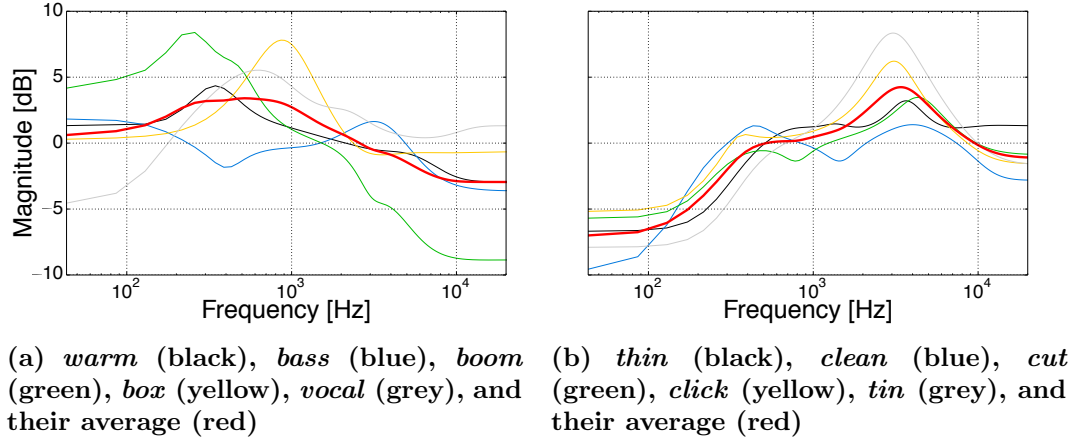 10
5
0
−5
−10
Magnitude [dB]
10²
10³
10⁴
Frequency [Hz]
10²
10³
10⁴
Frequency [Hz]
(a) warm (black), bass (blue), boom
(green), box (yellow), vocal (grey), and
their average (red)
(b) thin (black), clean (blue), cut
(green), click (yellow), tin (grey), and
their average (red)